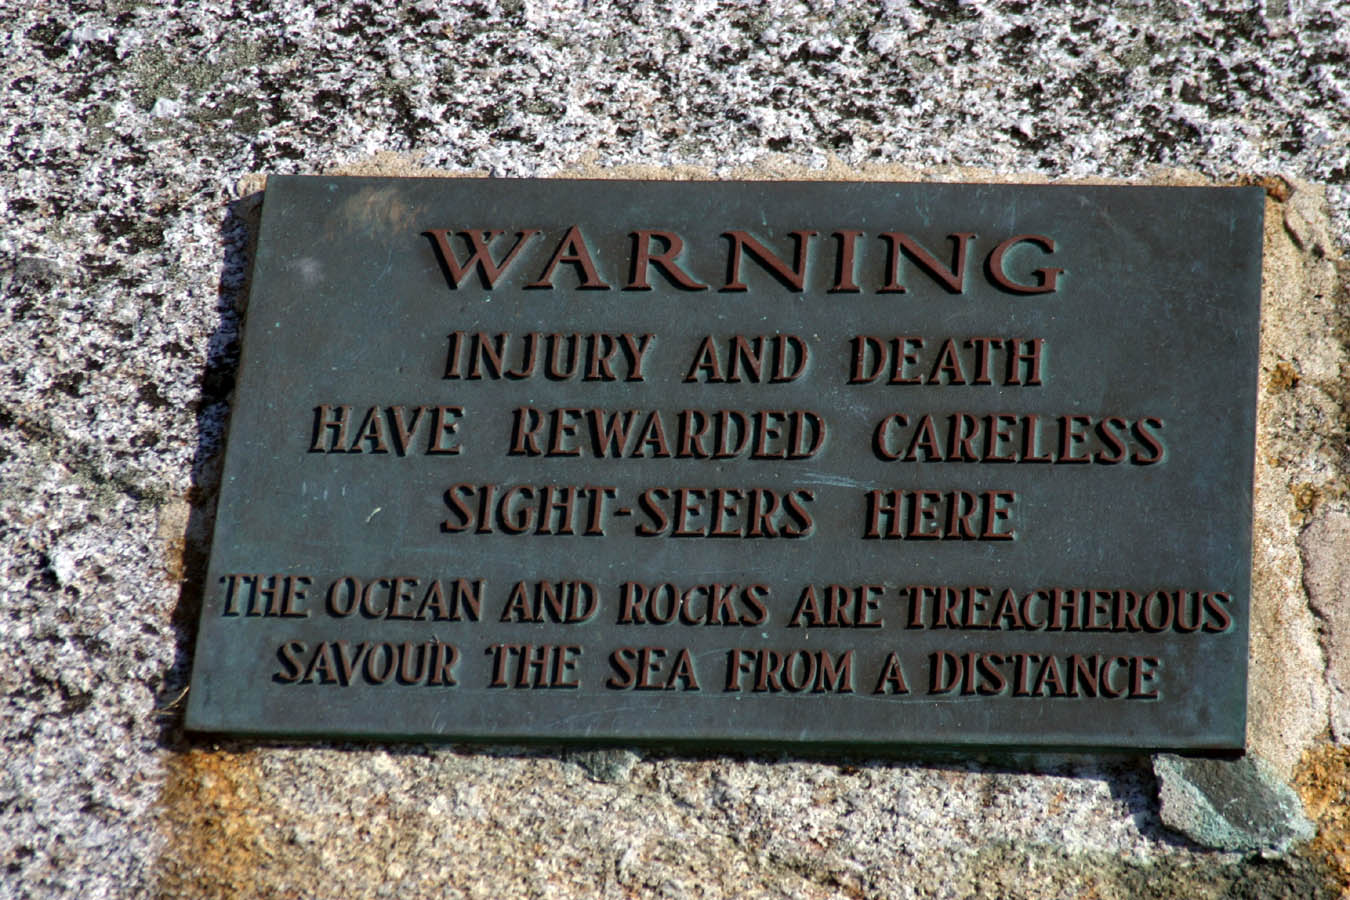 WARNING
INJURY AND DEATH
HAVE REWARDED CARELESS
SIGHT-SEERS HERE
THE OCEAN AND ROCKS ARE TREACHEROUS
SAVOUR THE SEA FROM A DISTANCE